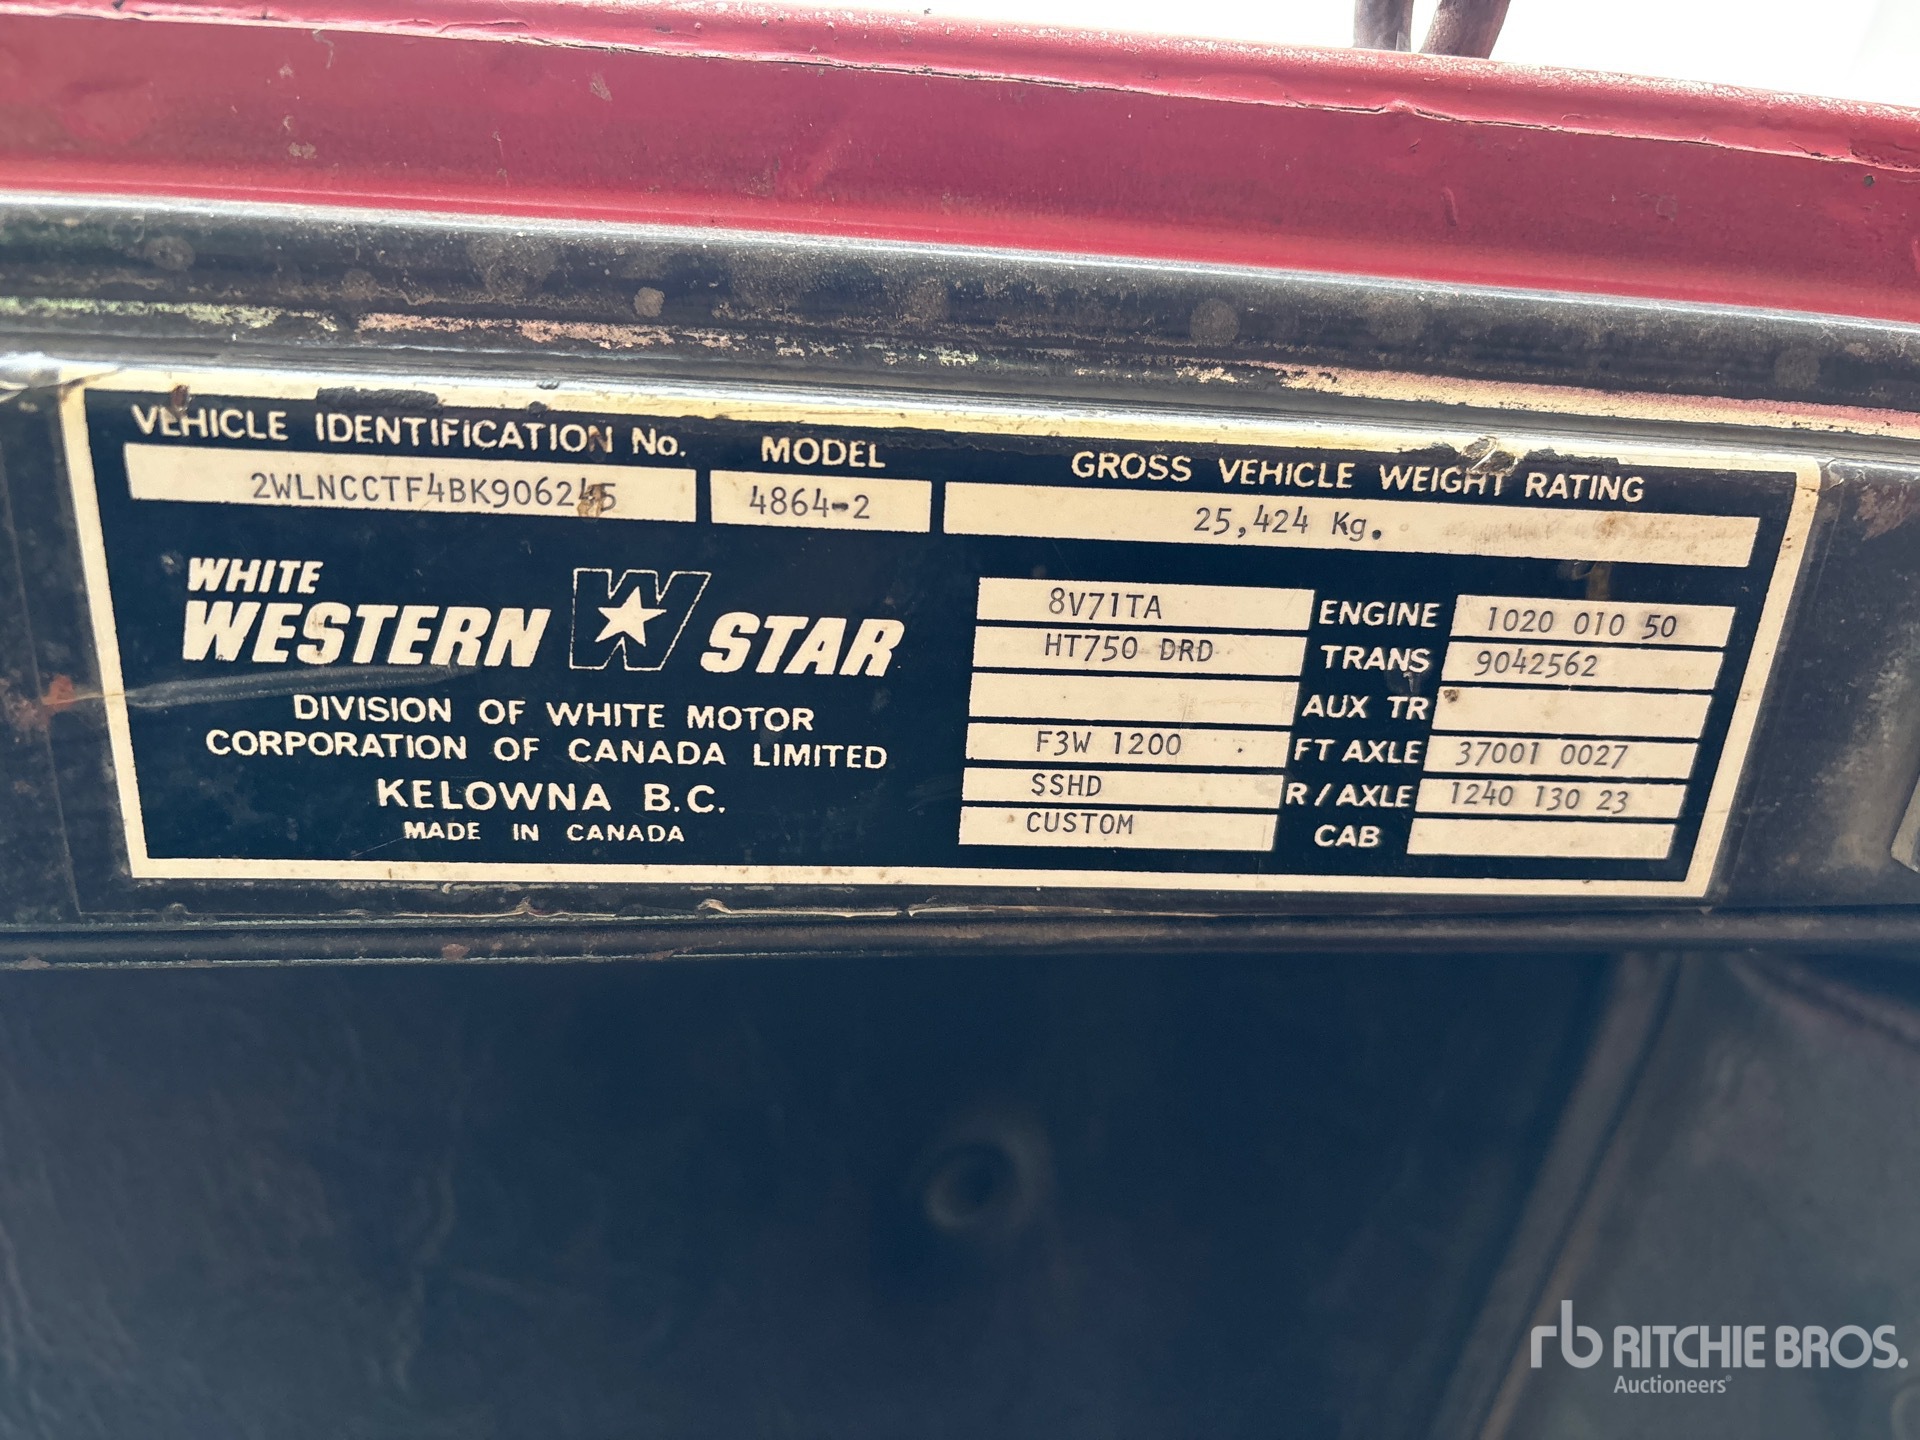 VEHICLE IDENTIFICATION No. MODEL GROSS VEHICLE WEIGHT RATING
2WLNCCTF4BK906245 4864-2 25,424 Kg.
WHITE
WESTERN W STAR
DIVISION OF WHITE MOTOR
CORPORATION OF CANADA LIMITED
KELOWNA B.C.
MADE IN CANADA
8V71TA ENGINE 1020 010 50
HT750 DRD TRANS 9042562
AUX TR
F3W 1200 FT AXLE 37001 0027
SSHD R/AXLE 1240 130 23
CUSTOM CAB
rb RITCHIE BROS.
Auctioneers®